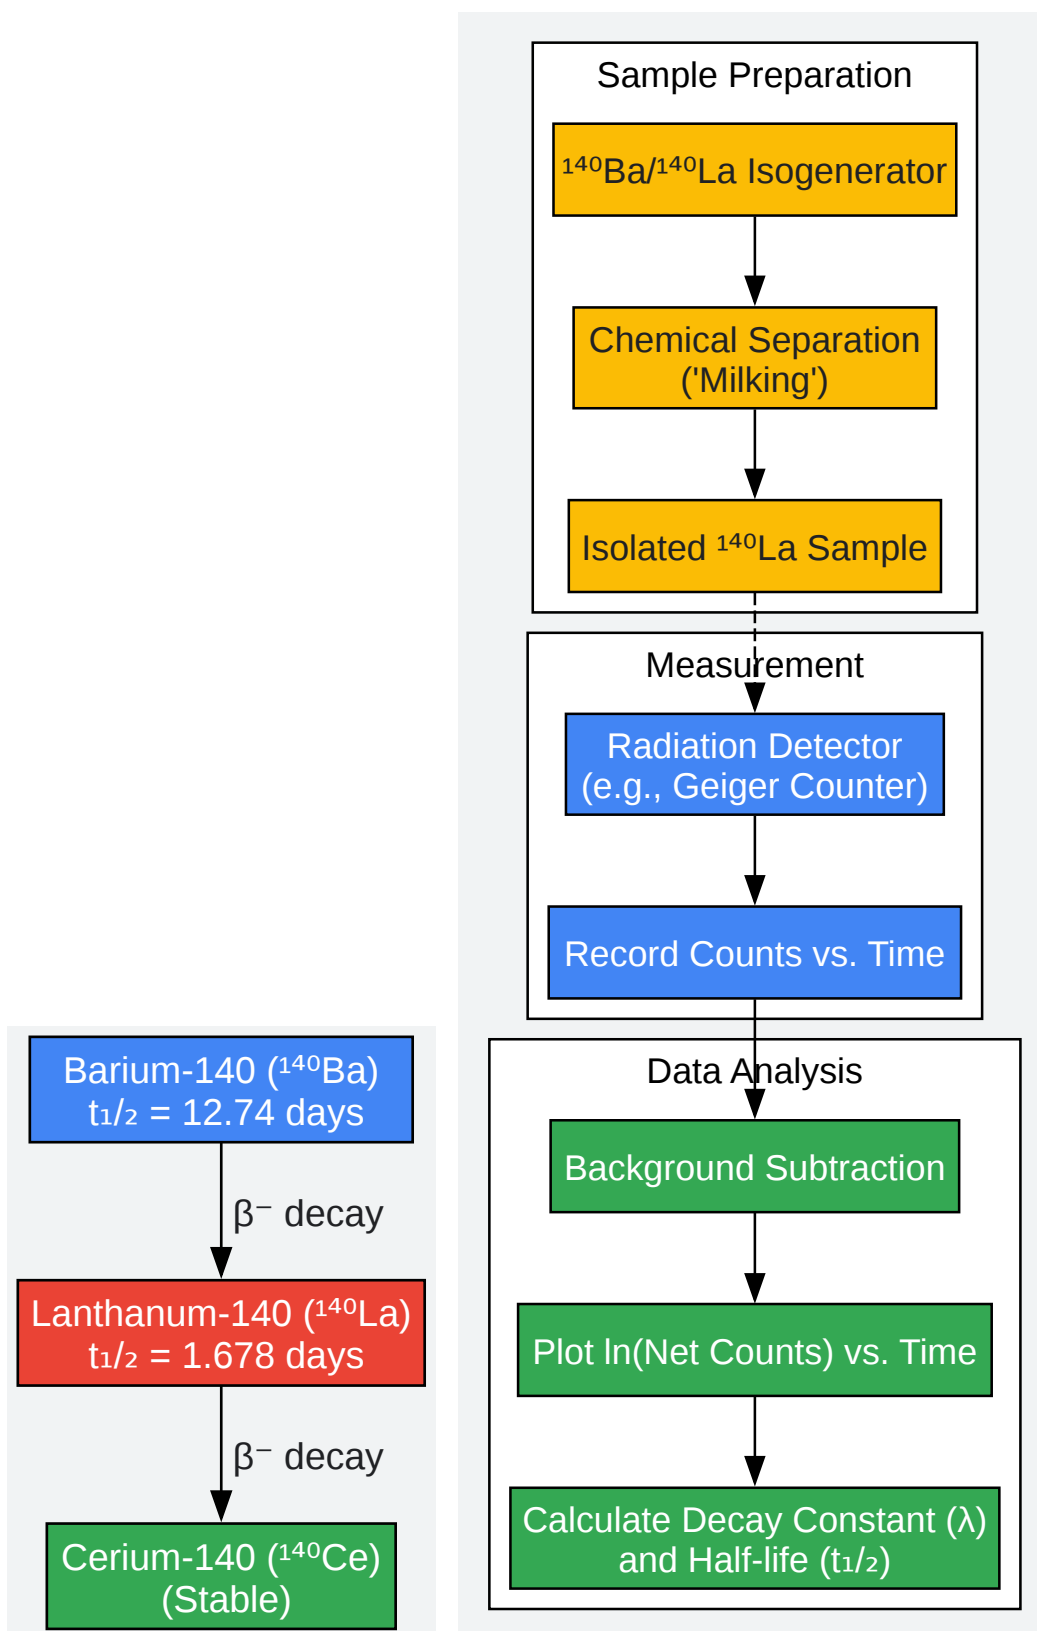 Sample Preparation
¹⁴⁰Ba/¹⁴⁰La Isogenerator
Chemical Separation
('Milking')
Isolated ¹⁴⁰La Sample
Measurement
Radiation Detector
(e.g., Geiger Counter)
Record Counts vs. Time
Data Analysis
Background Subtraction
Plot ln(Net Counts) vs. Time
Calculate Decay Constant (λ)
and Half-life (t₁/₂)
Barium-140 (¹⁴⁰Ba)
t₁/₂ = 12.74 days
β⁻ decay
Lanthanum-140 (¹⁴⁰La)
t₁/₂ = 1.678 days
β⁻ decay
Cerium-140 (¹⁴⁰Ce)
(Stable)